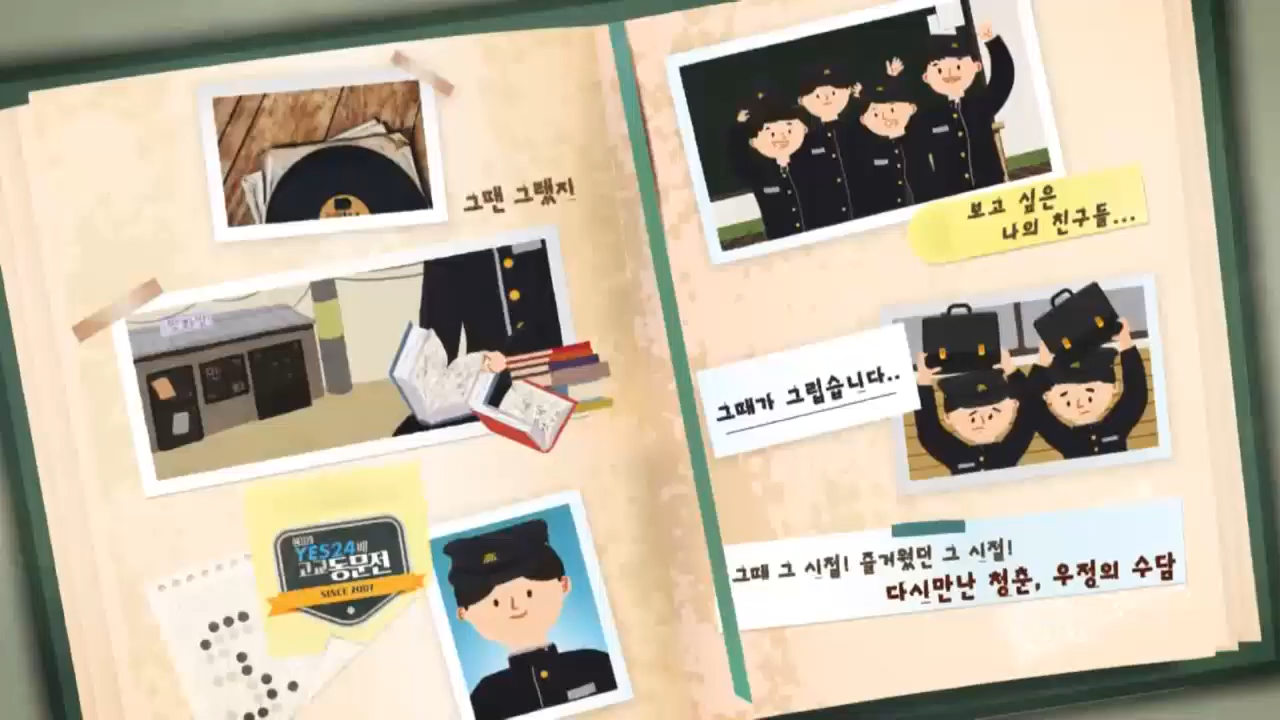 그땐 그랬지
만화방
YES24배
고교동문전
SINCE 2007
보고 싶은
나의 친구들...
그때가 그립습니다..
그때 그 시절! 즐거웠던 그 시절!
다시만난 청춘, 우정의 수담